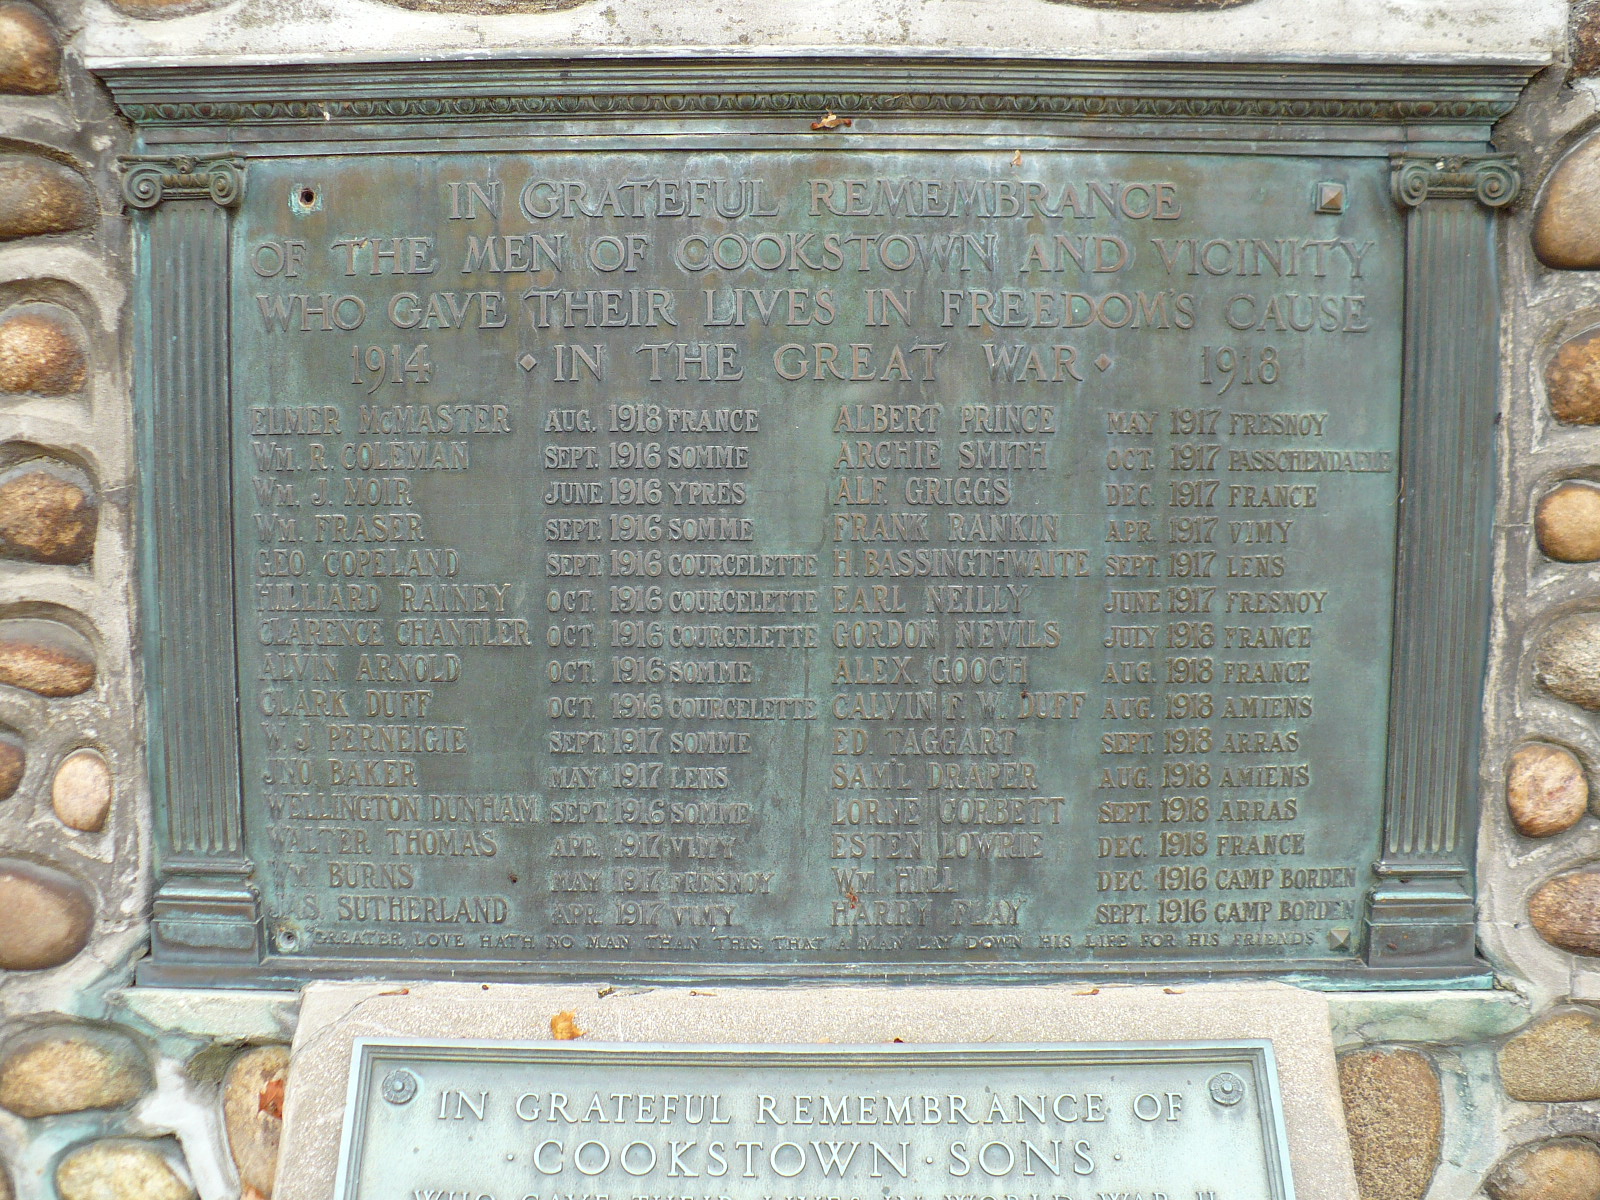 IN GRATEFUL REMEMBRANCE
OF THE MEN OF COOKSTOWN AND VICINITY
WHO GAVE THEIR LIVES IN FREEDOM'S CAUSE
1914 · IN THE GREAT WAR · 1918
ELMER McMASTER AUG. 1918 FRANCE ALBERT PRINCE MAY 1917 FRESNOY
WM. R. COLEMAN SEPT. 1916 SOMME ARCHIE SMITH OCT. 1917 PASSCHENDAELE
WM. J. MOIR JUNE 1916 YPRES ALF. GRIGGS DEC. 1917 FRANCE
WM. FRASER SEPT. 1916 SOMME FRANK RANKIN APR. 1917 VIMY
GEO. COPELAND SEPT. 1916 COURCELETTE H. BASSINGTHWAITE SEPT. 1917 LENS
HILLIARD RAINEY OCT. 1916 COURCELETTE EARL NEILLY JUNE 1917 FRESNOY
CLARENCE CHANTLER OCT. 1916 COURCELETTE GORDON NEVILS JULY 1918 FRANCE
ALVIN ARNOLD OCT. 1916 SOMME ALEX. GOOCH AUG. 1918 FRANCE
CLARK DUFF OCT. 1916 COURCELETTE CALVIN F. W. DUFF AUG. 1918 AMIENS
W. J. PERNEIGIE SEPT. 1917 SOMME ED. TAGGART SEPT. 1918 ARRAS
JNO. BAKER MAY 1917 LENS SAM'L DRAPER AUG. 1918 AMIENS
WELLINGTON DUNHAM SEPT. 1916 SOMME LORNE CORBETT SEPT. 1918 ARRAS
WALTER THOMAS APR. 1917 VIMY ESTEN LOWRIE DEC. 1918 FRANCE
WM. BURNS MAY 1917 FRESNOY WM. HILL DEC. 1916 CAMP BORDEN
JAS. SUTHERLAND APR. 1917 VIMY HARRY PLAY SEPT. 1916 CAMP BORDEN
"GREATER LOVE HATH NO MAN THAN THIS, THAT A MAN LAY DOWN HIS LIFE FOR HIS FRIENDS."
IN GRATEFUL REMEMBRANCE OF
· COOKSTOWN · SONS ·
WHO GAVE THEIR LIVES IN WORLD WAR II